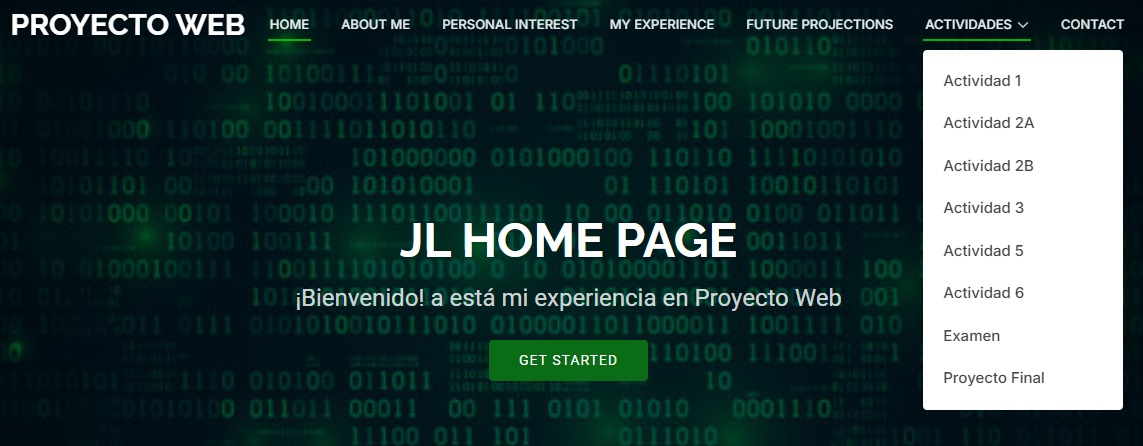 PROYECTO WEB
HOME
ABOUT ME
PERSONAL INTEREST
MY EXPERIENCE
FUTURE PROJECTIONS
ACTIVIDADES
CONTACT
Actividad 1
Actividad 2A
Actividad 2B
Actividad 3
Actividad 5
Actividad 6
Examen
Proyecto Final
JL HOME PAGE
¡Bienvenido! a está mi experiencia en Proyecto Web
GET STARTED